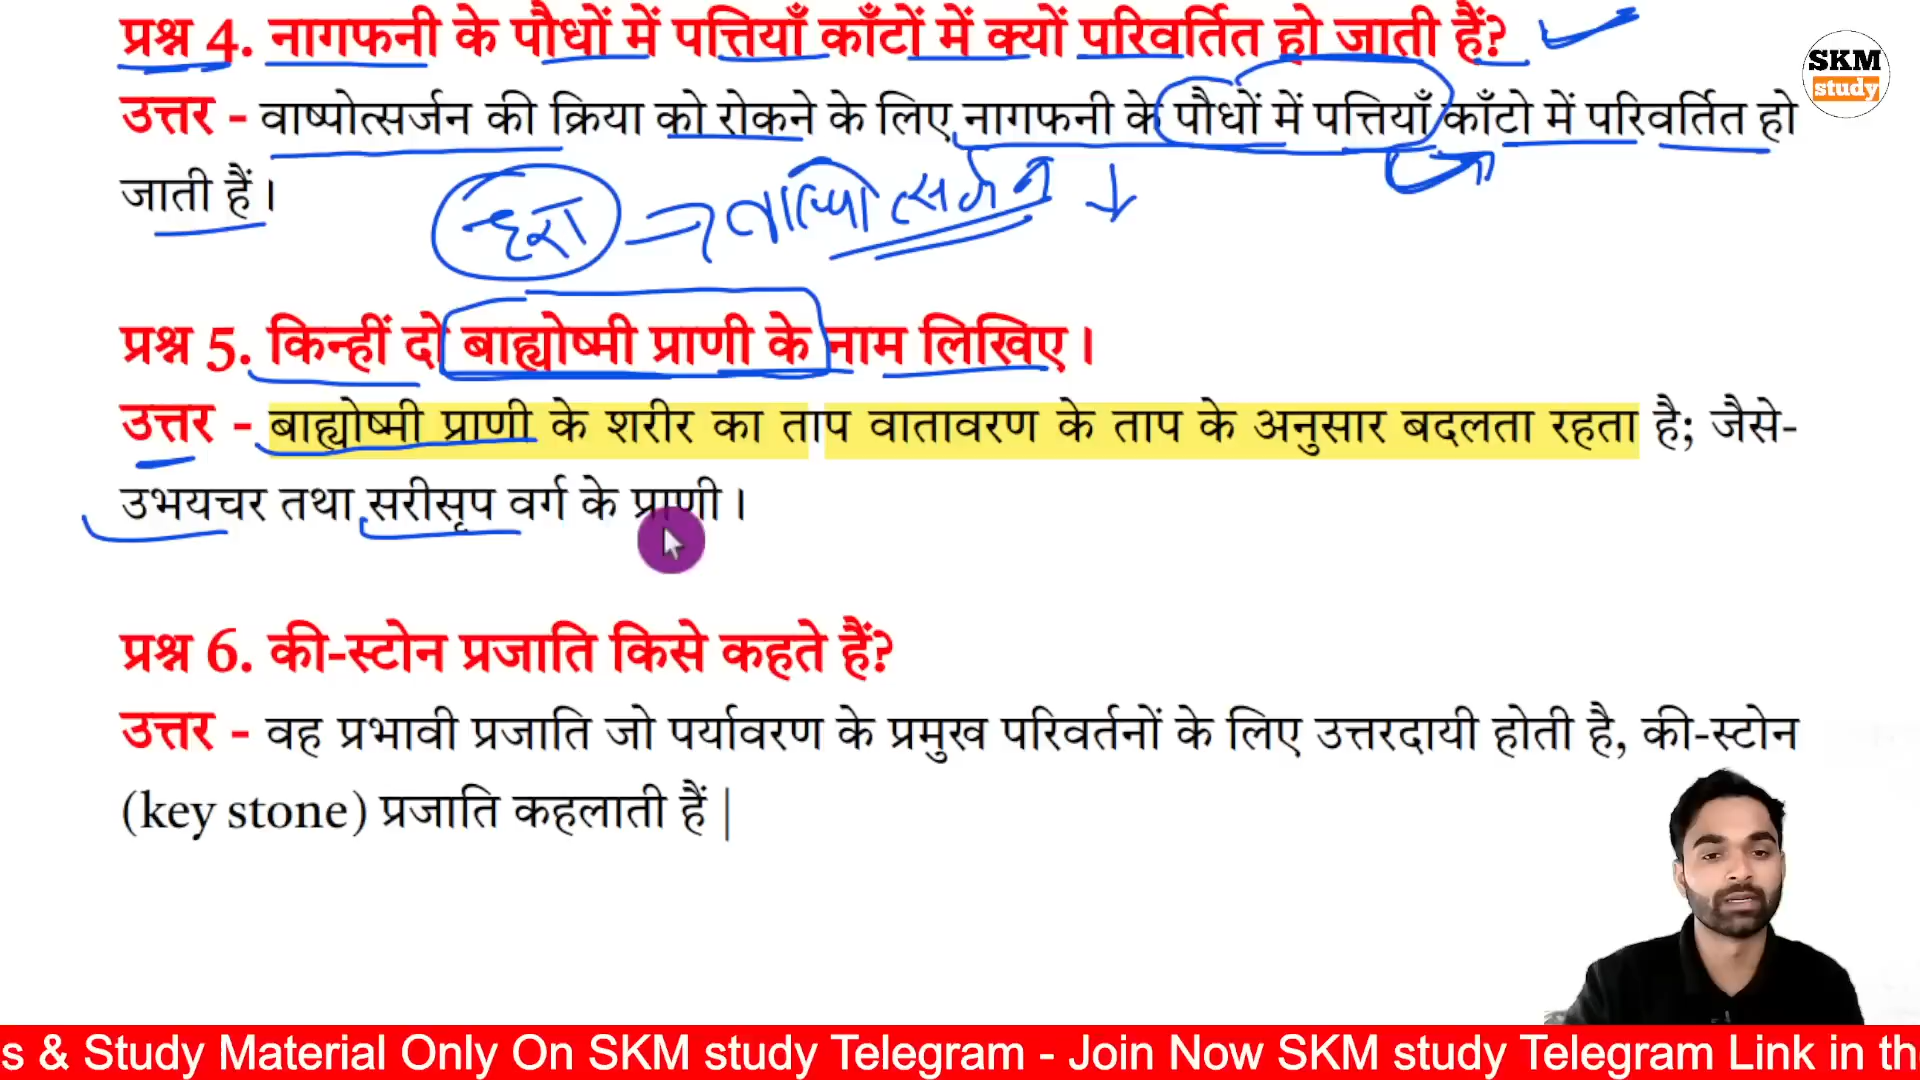 प्रश्न 4. नागफनी के पौधों में पत्तियाँ काँटों में क्यों परिवर्तित हो जाती हैं?
SKM
study
उत्तर - वाष्पोत्सर्जन की क्रिया को रोकने के लिए नागफनी के पौधों में पत्तियाँ काँटो में परिवर्तित हो
जाती हैं।
प्रश्न 5. किन्हीं दो बाह्योष्मी प्राणी के नाम लिखिए।
उत्तर - बाह्योष्मी प्राणी के शरीर का ताप वातावरण के ताप के अनुसार बदलता रहता है; जैसे-
उभयचर तथा सरीसृप वर्ग के प्राणी।
प्रश्न 6. की-स्टोन प्रजाति किसे कहते हैं?
उत्तर - वह प्रभावी प्रजाति जो पर्यावरण के प्रमुख परिवर्तनों के लिए उत्तरदायी होती है, की-स्टोन
(key stone) प्रजाति कहलाती हैं |
s & Study Material Only On SKM study Telegram - Join Now SKM study Telegram Link in th